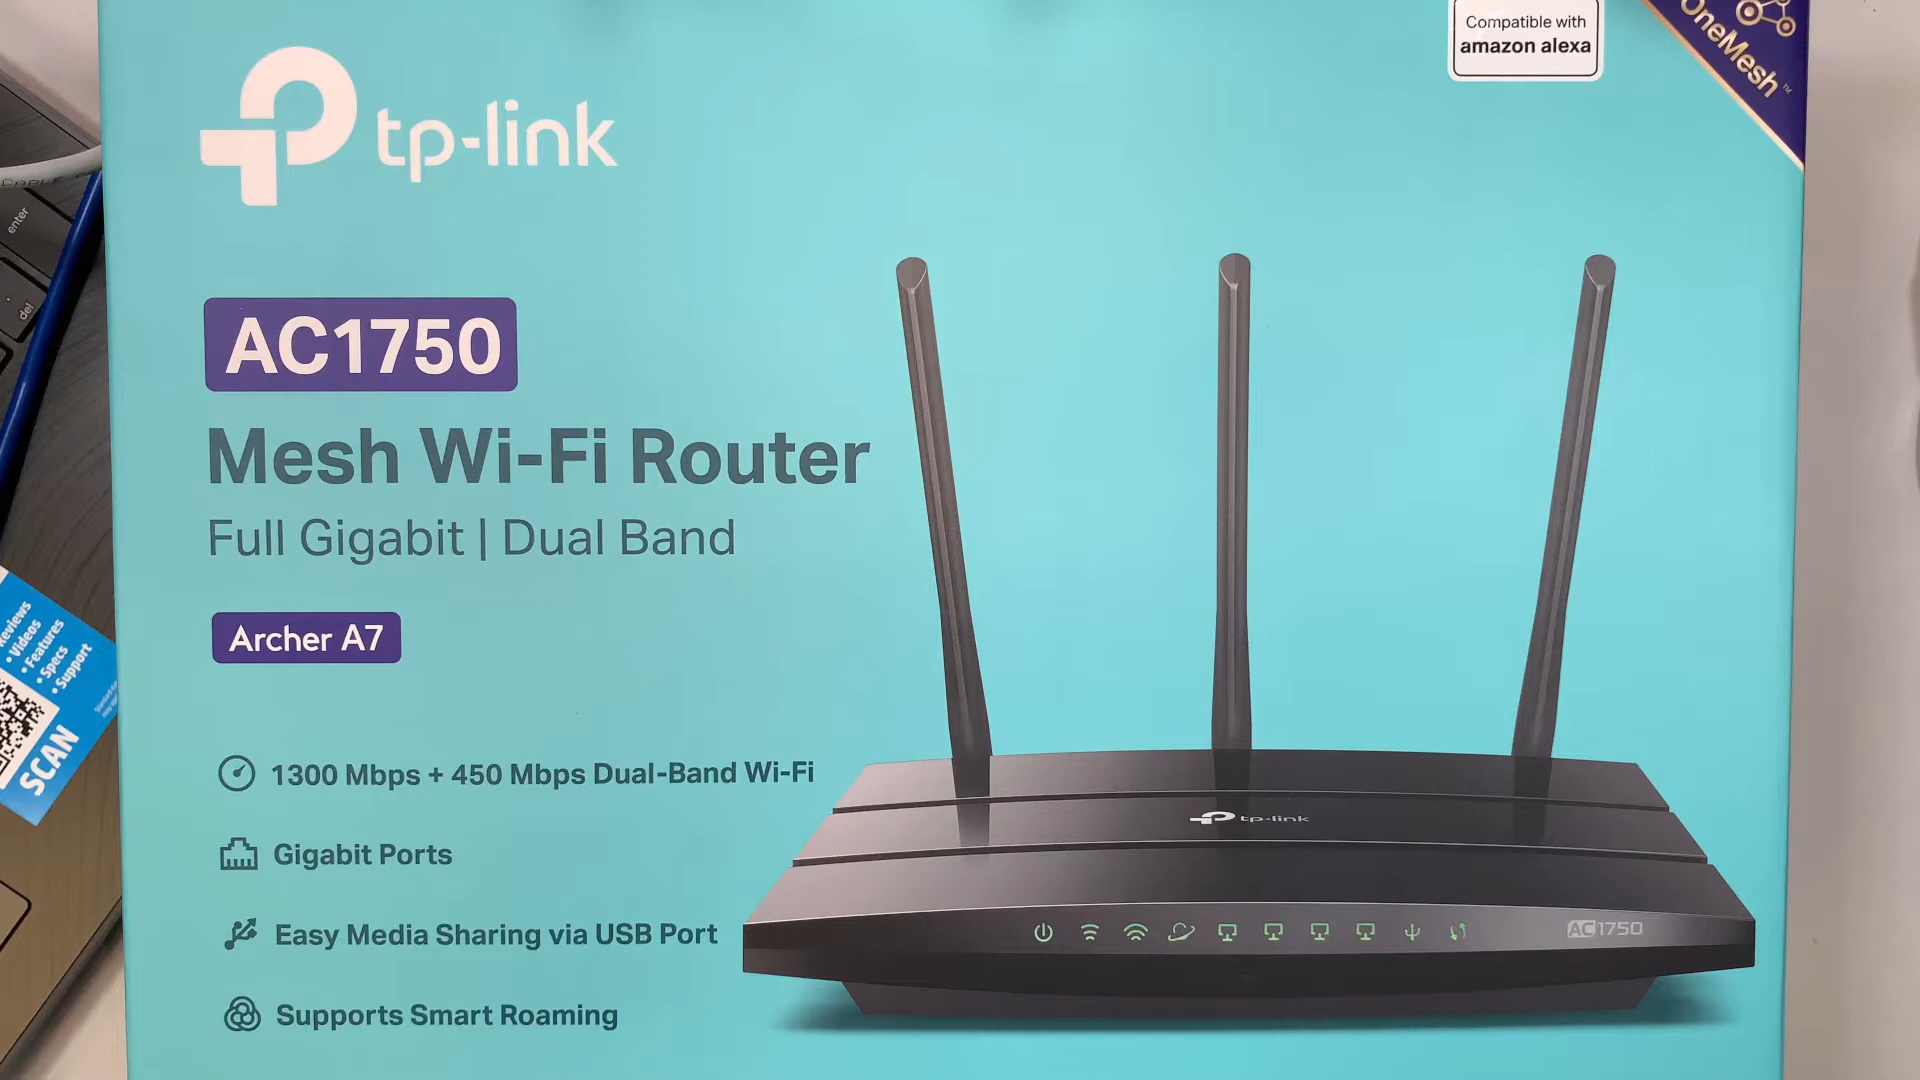 Compatible with
amazon alexa
OneMesh™
tp-link
AC1750
Mesh Wi-Fi Router
Full Gigabit | Dual Band
Archer A7
1300 Mbps + 450 Mbps Dual-Band Wi-Fi
Gigabit Ports
Easy Media Sharing via USB Port
Supports Smart Roaming
tp-link
AC1750
enter
del
Reviews
• Videos
• Features
• Specs
• Support
SCAN